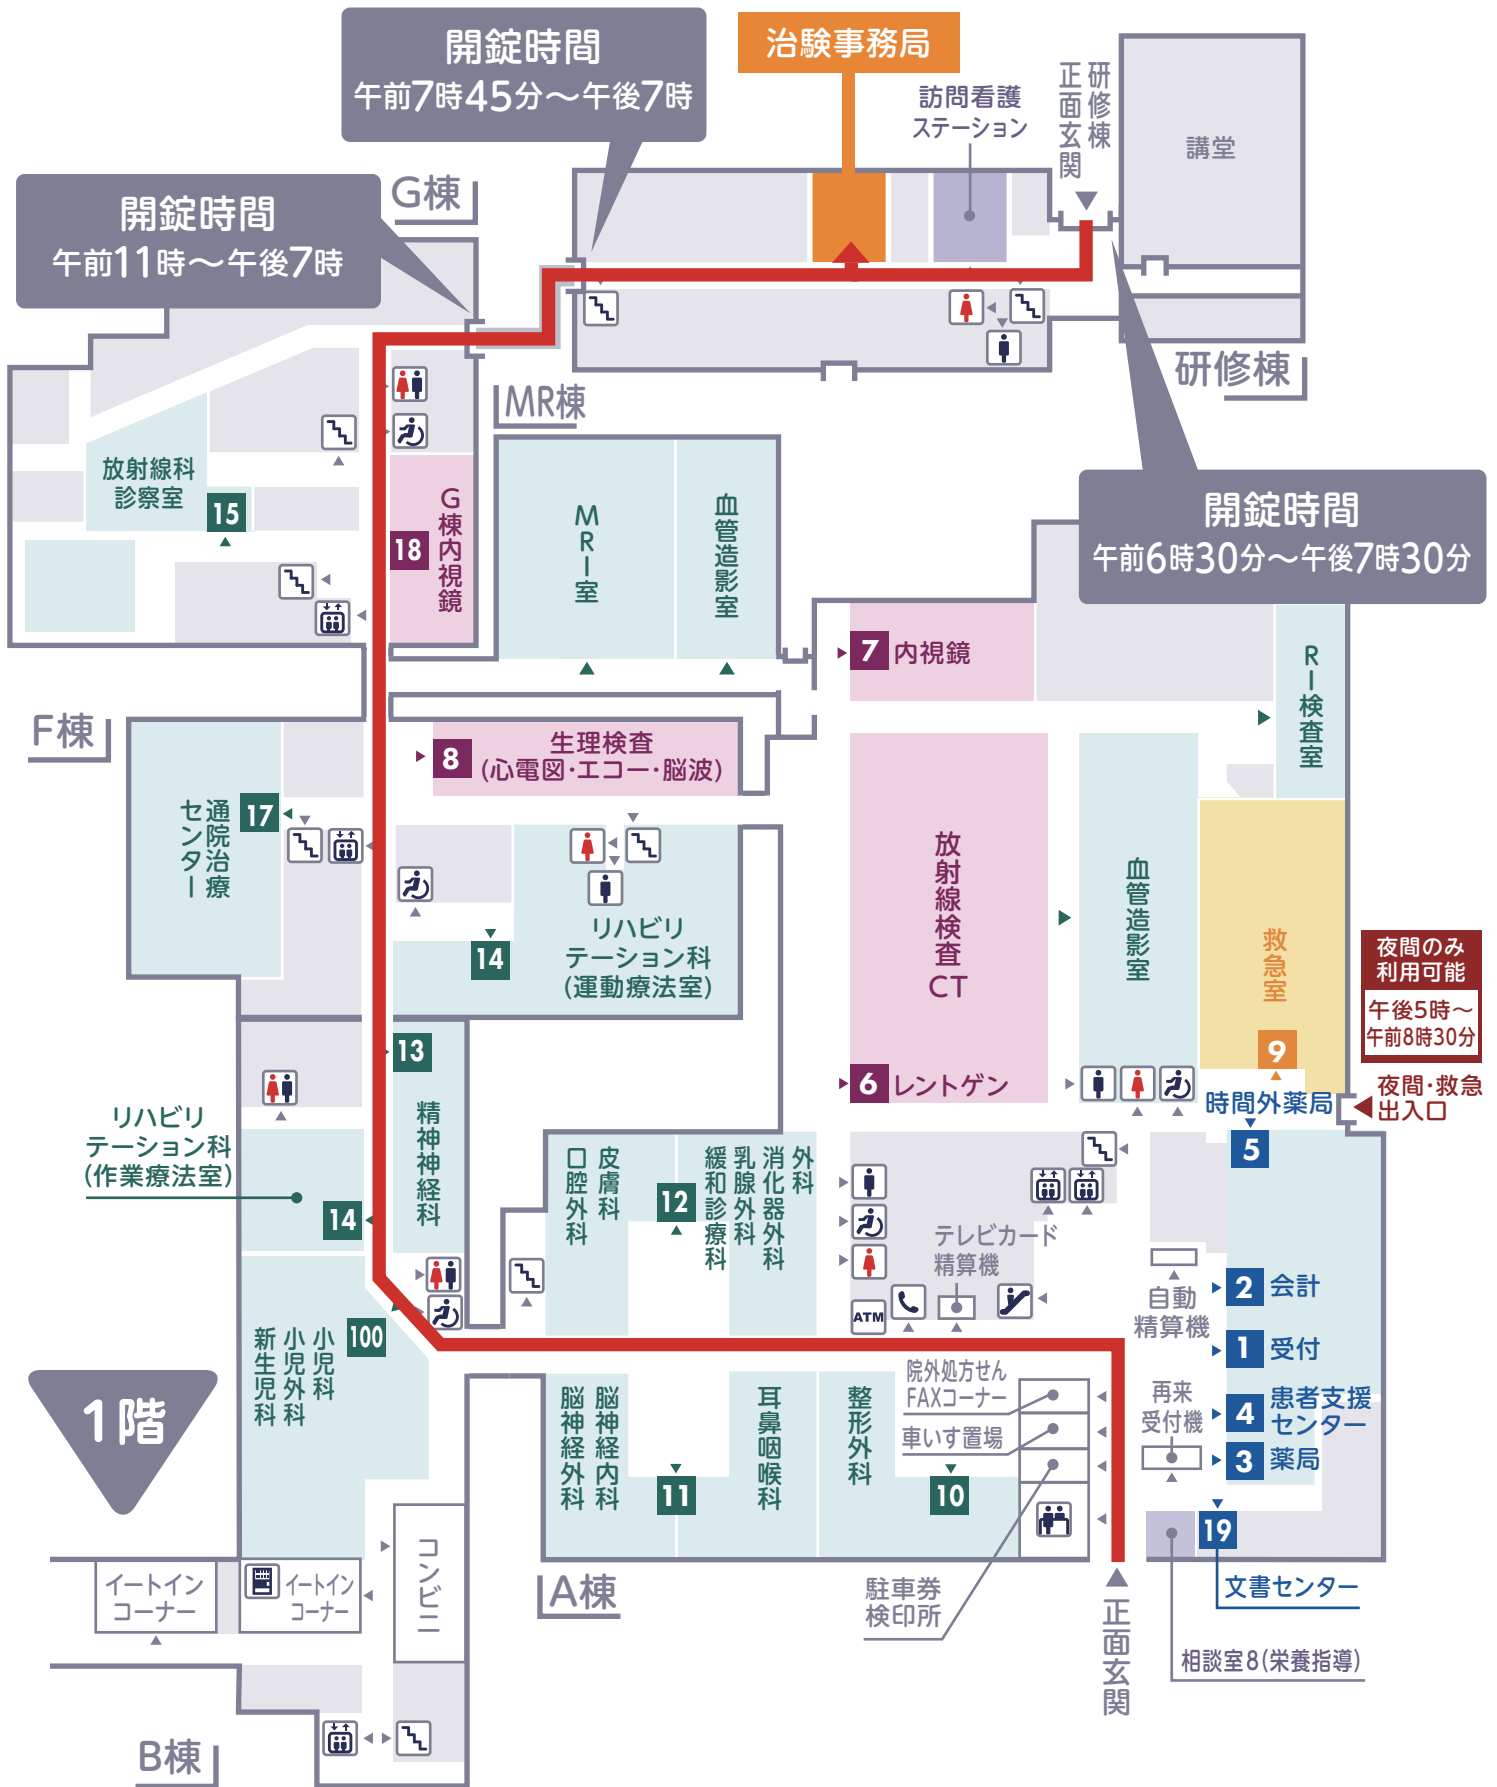 開錠時間
午前7時45分～午後7時
治験事務局
訪問看護
ステーション
研修棟
正面玄関
講堂
開錠時間
午前11時～午後7時
G棟
研修棟
MR棟
放射線科
診察室
15
G棟内視鏡
18
MRI室
血管造影室
開錠時間
午前6時30分～午後7時30分
7
内視鏡
RI検査室
F棟
8
生理検査
(心電図・エコー・脳波)
通院治療
センター
17
放射線検査
CT
血管造影室
救急室
9
夜間のみ
利用可能
午後5時～
午前8時30分
14
リハビリ
テーション科
(運動療法室)
13
精神神経科
6
レントゲン
時間外薬局
5
夜間・救急
出入口
リハビリ
テーション科
(作業療法室)
14
皮膚科
口腔外科
12
外科
消化器外科
乳腺外科
緩和診療科
テレビカード
精算機
ATM
自動
精算機
2
会計
1
受付
再来
受付機
4
患者支援
センター
3
薬局
100
小児科
小児外科
新生児科
1階
脳神経内科
脳神経外科
11
耳鼻咽喉科
整形外科
10
院外処方せん
FAXコーナー
車いす置場
駐車券
検印所
正面玄関
19
文書センター
相談室8(栄養指導)
イートイン
コーナー
イートイン
コーナー
コンビニ
A棟
B棟